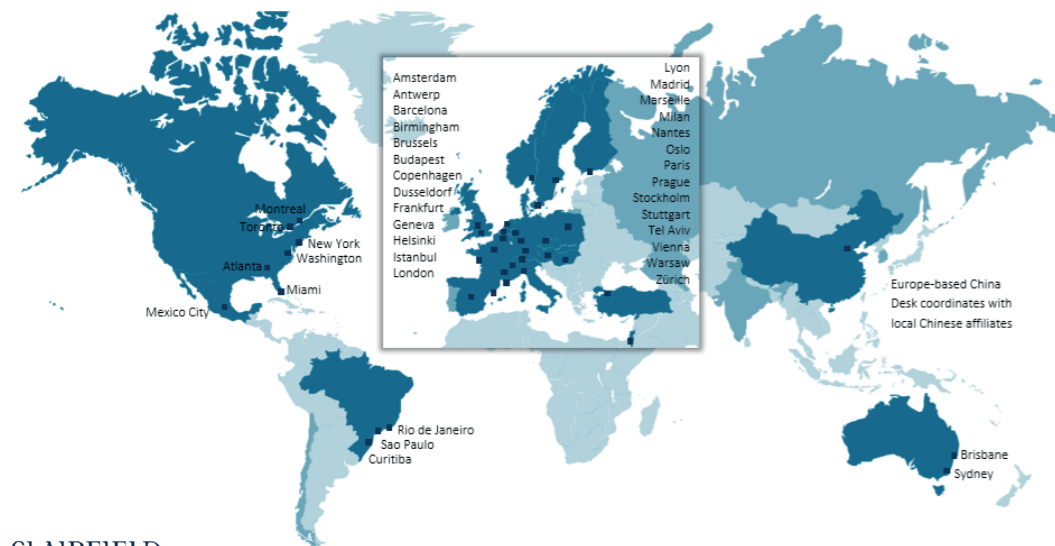 Amsterdam
Antwerp
Barcelona
Birmingham
Brussels
Budapest
Copenhagen
Dusseldorf
Frankfurt
Geneva
Helsinki
Istanbul
London
Lyon
Madrid
Marseille
Milan
Nantes
Oslo
Paris
Prague
Stockholm
Stuttgart
Tel Aviv
Vienna
Warsaw
Zürich
Montreal
Toronto
New York
Washington
Atlanta
Miami
Mexico City
Rio de Janeiro
Sao Paulo
Curitiba
Europe-based China
Desk coordinates with
local Chinese affiliates
Brisbane
Sydney